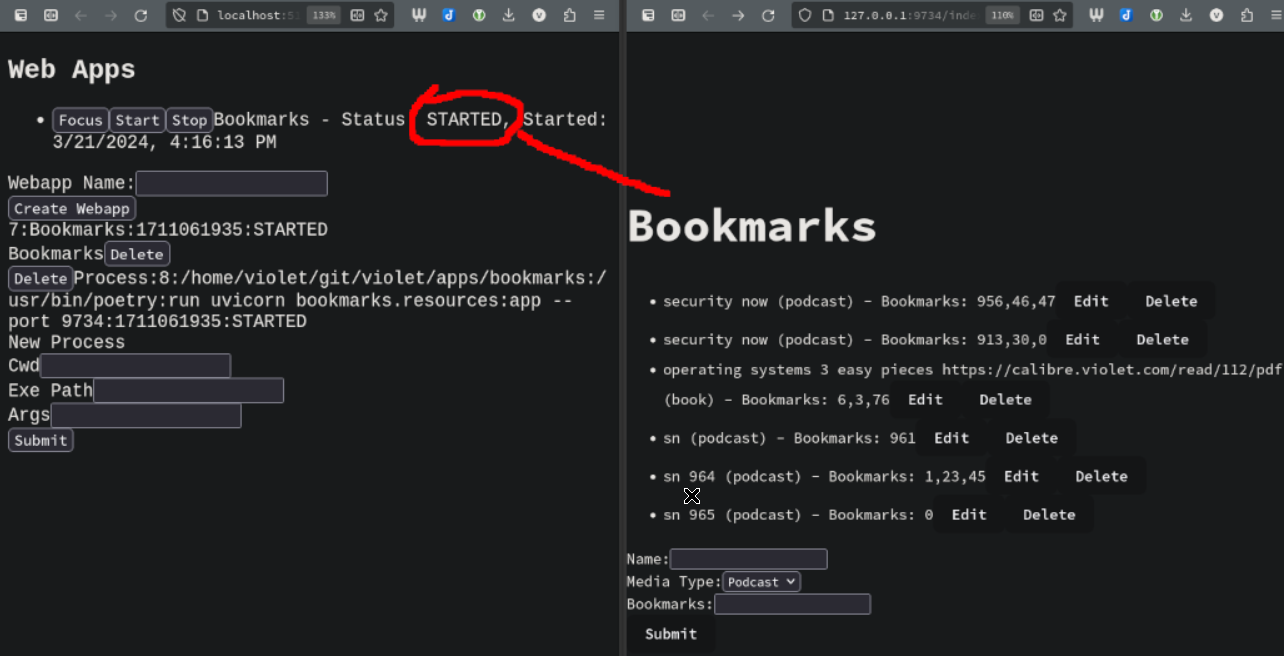 localhost:5
133%
Web Apps
Focus Start Stop Bookmarks - Status STARTED, Started:
3/21/2024, 4:16:13 PM
Webapp Name:
Create Webapp
7:Bookmarks:1711061935:STARTED
Bookmarks Delete
Delete Process:8:/home/violet/git/violet/apps/bookmarks:/
usr/bin/poetry:run uvicorn bookmarks.resources:app --
port 9734:1711061935:STARTED
New Process
Cwd
Exe Path
Args
Submit
127.0.0.1:9734/inde
110%
Bookmarks
security now (podcast) - Bookmarks: 956,46,47 Edit Delete
security now (podcast) - Bookmarks: 913,30,0 Edit Delete
operating systems 3 easy pieces https://calibre.violet.com/read/112/pdf
(book) - Bookmarks: 6,3,76 Edit Delete
sn (podcast) - Bookmarks: 961 Edit Delete
sn 964 (podcast) - Bookmarks: 1,23,45 Edit Delete
sn 965 (podcast) - Bookmarks: 0 Edit Delete
Name:
Media Type: Podcast
Bookmarks:
Submit